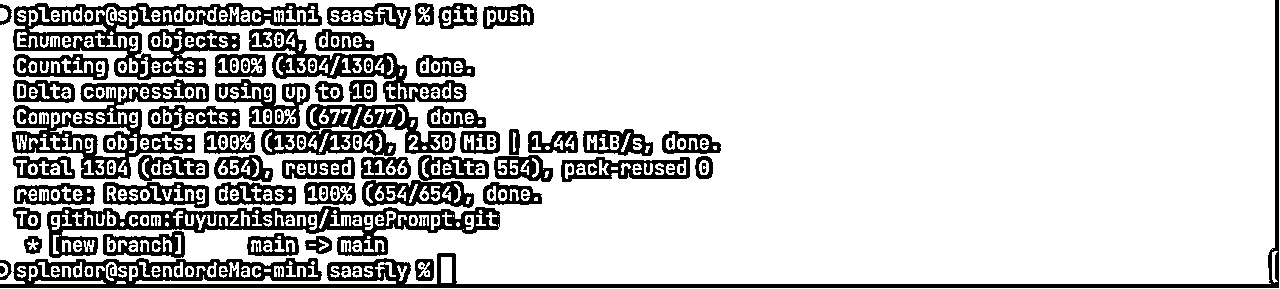 splendor@splendordeMac-mini saasfly % git push
Enumerating objects: 1304, done.
Counting objects: 100% (1304/1304), done.
Delta compression using up to 10 threads
Compressing objects: 100% (677/677), done.
Writing objects: 100% (1304/1304), 2.30 MiB | 1.44 MiB/s, done.
Total 1304 (delta 654), reused 1166 (delta 554), pack-reused 0
remote: Resolving deltas: 100% (654/654), done.
To github.com:fuyunzhishang/imagePrompt.git
 * [new branch]      main -> main
splendor@splendordeMac-mini saasfly %